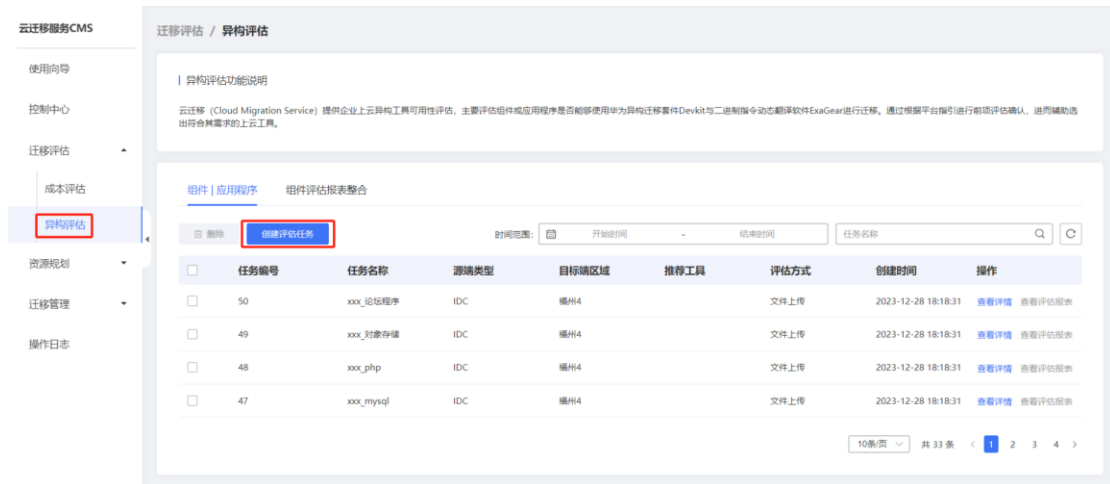 云迁移服务CMS
迁移评估 / 异构评估
使用向导
控制中心
迁移评估
成本评估
异构评估
资源规划
迁移管理
操作日志
异构评估功能说明
云迁移（Cloud Migration Service）提供企业上云异构工具可用性评估，主要评估组件或应用程序是否能够使用华为异构迁移套件Devkit与二进制指令动态翻译软件ExaGear进行迁移。通过根据平台指引进行前项评估确认，进而辅助选
出符合其需求的上云工具。
组件 | 应用程序 组件评估报表整合
删除 创建评估任务 时间范围: 开始时间 - 结束时间 任务名称
任务编号 任务名称 源端类型 目标端区域 推荐工具 评估方式 创建时间 操作
50 xxx_论坛程序 IDC 福州4 文件上传 2023-12-28 18:18:31 查看详情 查看评估报表
49 xxx_对象存储 IDC 福州4 文件上传 2023-12-28 18:18:31 查看详情 查看评估报表
48 xxx_php IDC 福州4 文件上传 2023-12-28 18:18:31 查看详情 查看评估报表
47 xxx_mysql IDC 福州4 文件上传 2023-12-28 18:18:31 查看详情 查看评估报表
10条/页 共 33 条 < 1 2 3 4 >